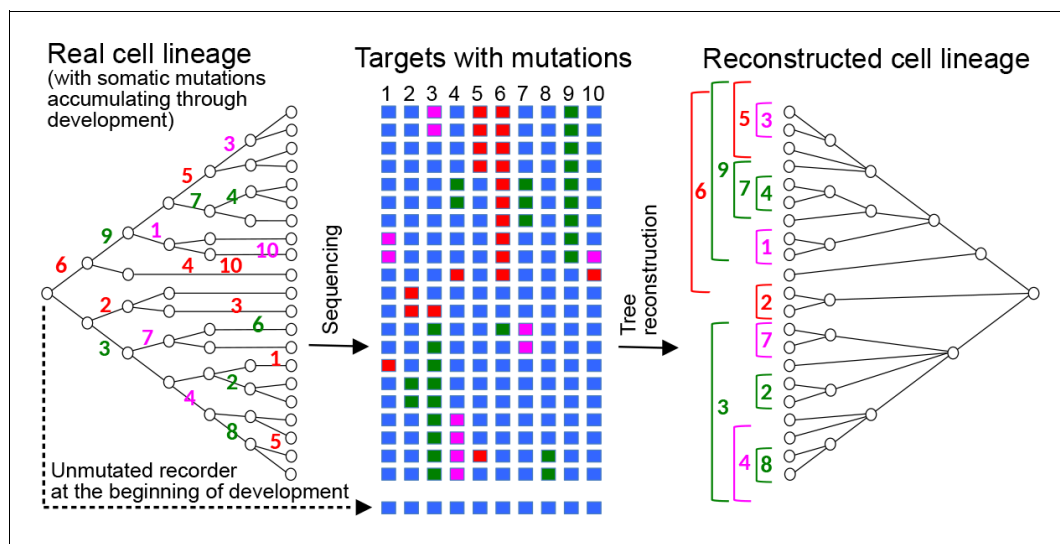 Real cell lineage
(with somatic mutations
accumulating through
development)
3
5
7
4
9
1
10
6
4
10
2
3
6
7
3
1
2
4
8
5
Unmutated recorder
at the beginning of development
Sequencing
Targets with mutations
1 2 3 4 5 6 7 8 9 10
Tree
reconstruction
Reconstructed cell lineage
5
3
9
6
7
4
1
2
7
3
2
4
8